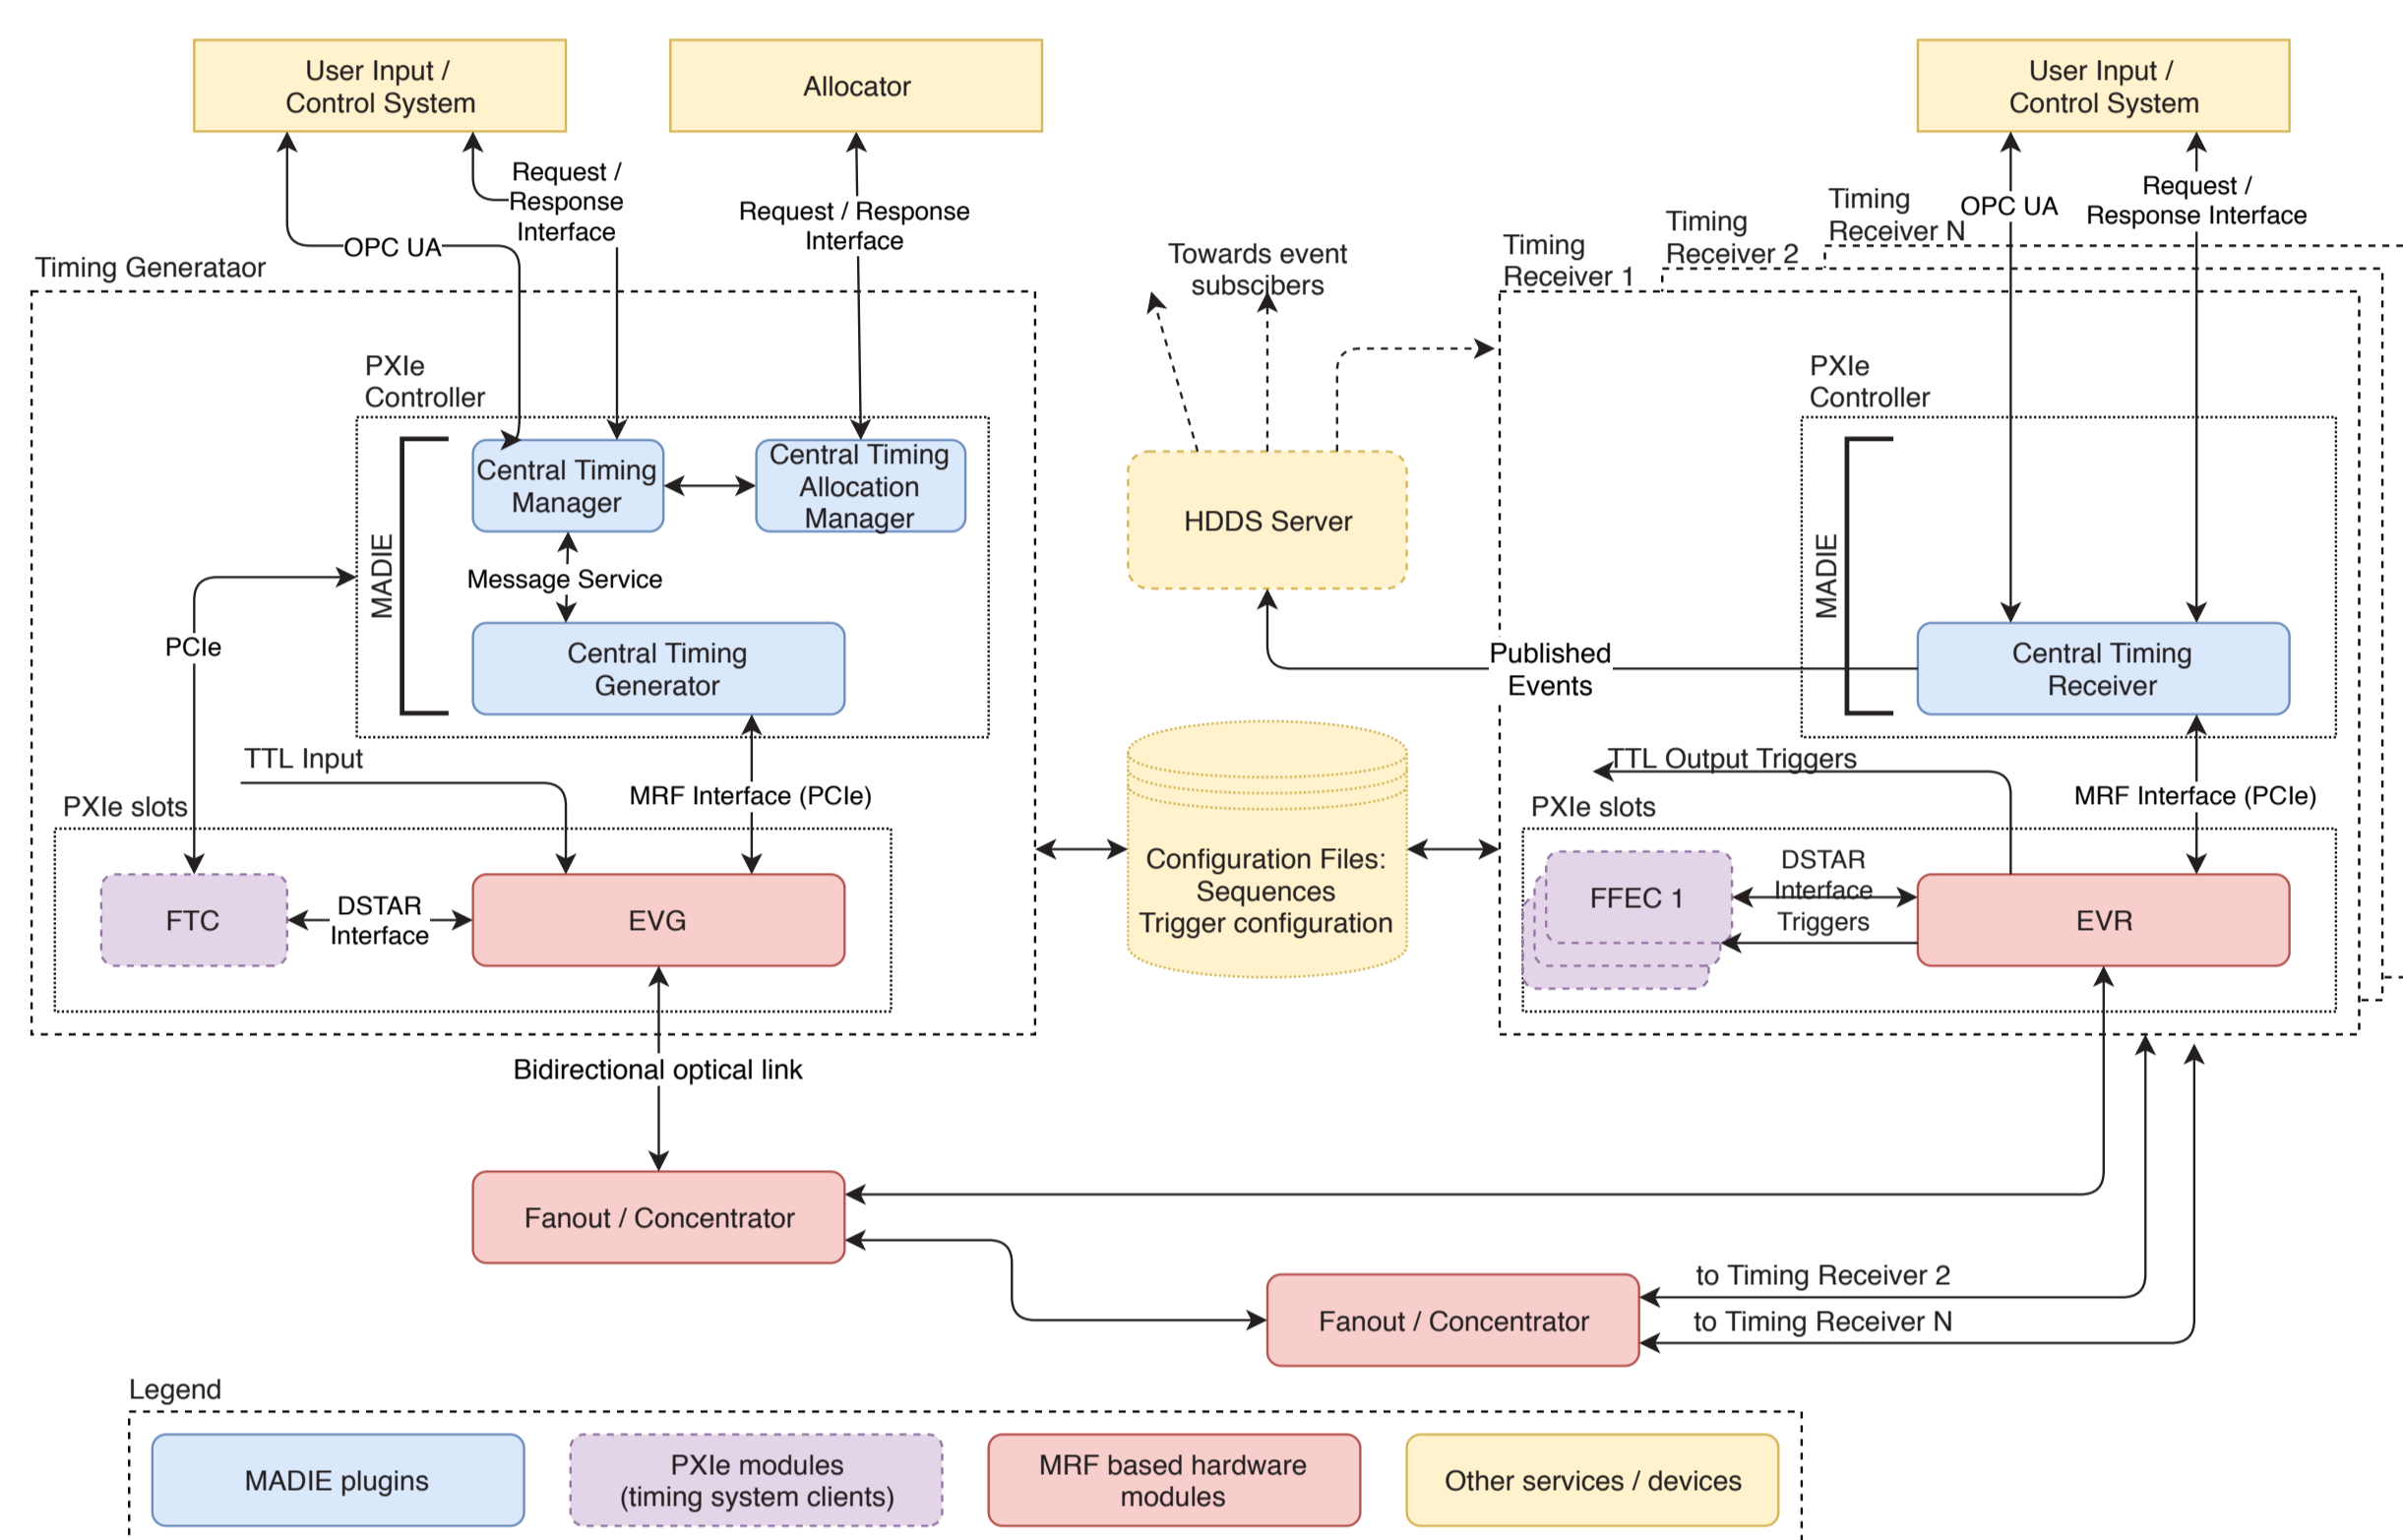 User Input /
Control System
Allocator
User Input /
Control System
Request /
Response
Interface
OPC UA
Request / Response
Interface
Timing Generataor
Towards event
subscibers
Timing
Receiver 1
Timing
Receiver 2
Timing
Receiver N
OPC UA
Request /
Response Interface
PXIe
Controller
MADIE
Central Timing
Manager
Central Timing
Allocation
Manager
Message Service
Central Timing
Generator
PCIe
TTL Input
MRF Interface (PCIe)
PXIe slots
FTC
DSTAR
Interface
EVG
HDDS Server
Published
Events
Configuration Files:
Sequences
Trigger configuration
PXIe
Controller
MADIE
Central Timing
Receiver
TTL Output Triggers
MRF Interface (PCIe)
PXIe slots
FFEC 1
DSTAR
Interface
Triggers
EVR
Bidirectional optical link
Fanout / Concentrator
Fanout / Concentrator
to Timing Receiver 2
to Timing Receiver N
Legend
MADIE plugins
PXIe modules
(timing system clients)
MRF based hardware
modules
Other services / devices